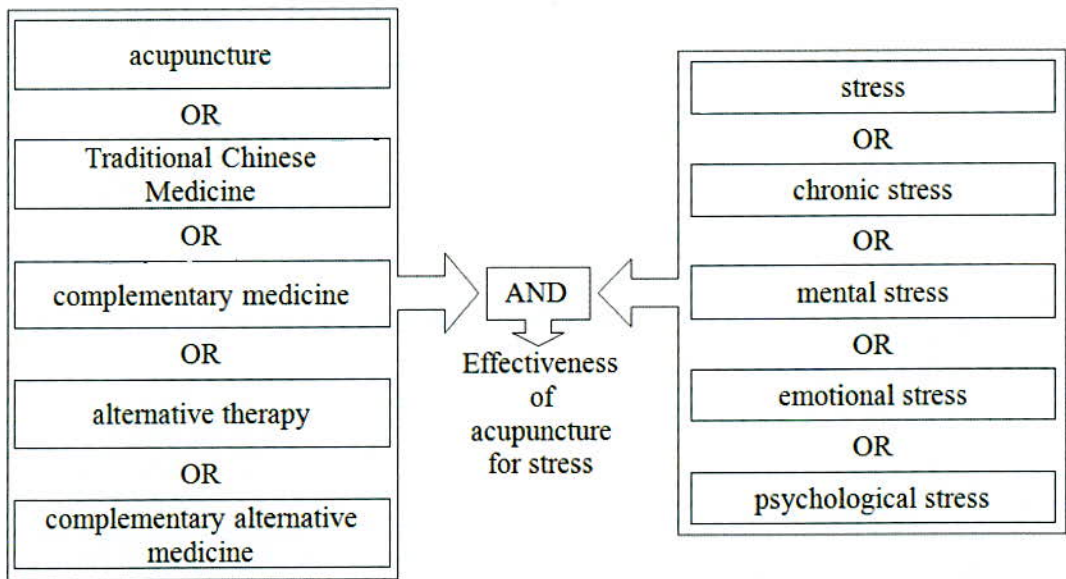 acupuncture
OR
Traditional Chinese
Medicine
OR
complementary medicine
OR
alternative therapy
OR
complementary alternative
medicine
AND
Effectiveness
of
acupuncture
for stress
stress
OR
chronic stress
OR
mental stress
OR
emotional stress
OR
psychological stress